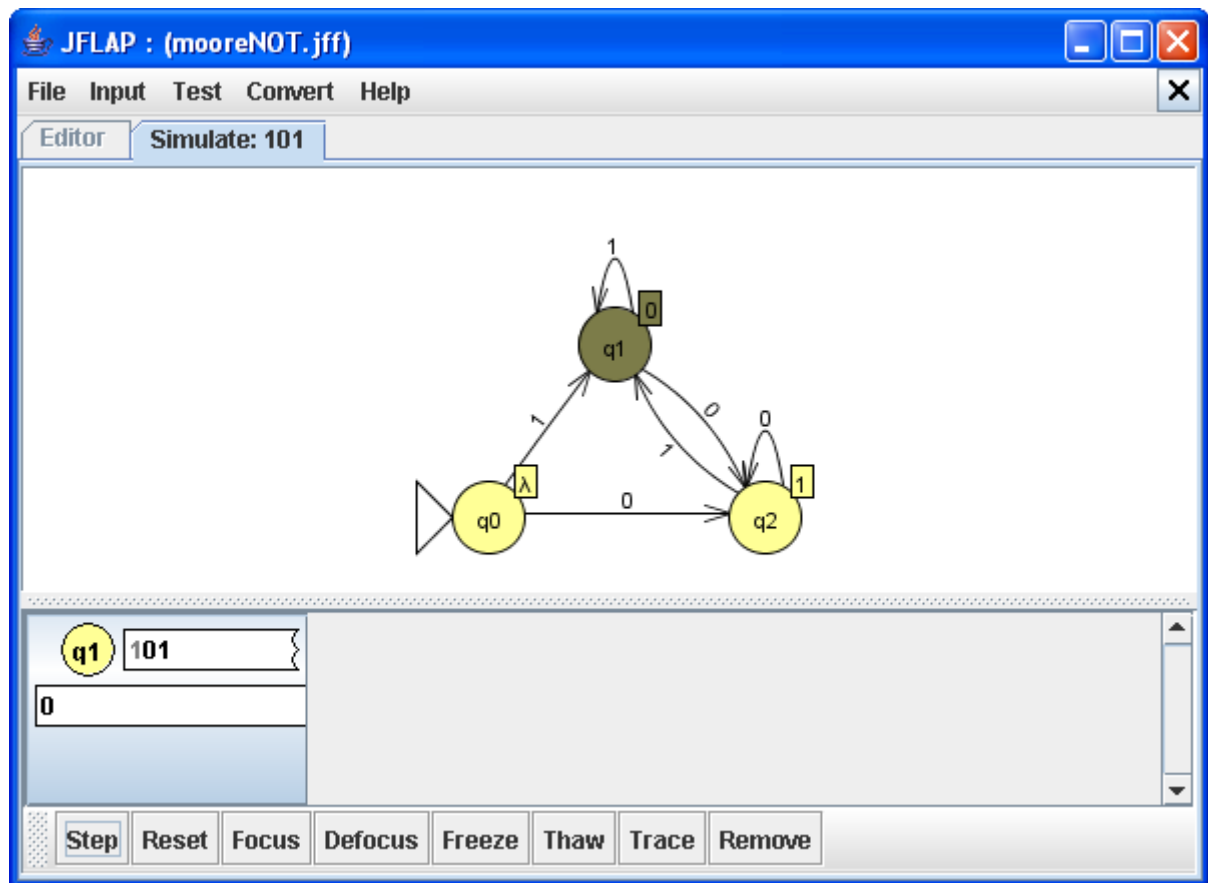 JFLAP : (mooreNOT.jff)
File Input Test Convert Help
Editor Simulate: 101
1
0
q1
1
0
1
0
λ
q0
0
1
q2
q1 101
0
Step Reset Focus Defocus Freeze Thaw Trace Remove